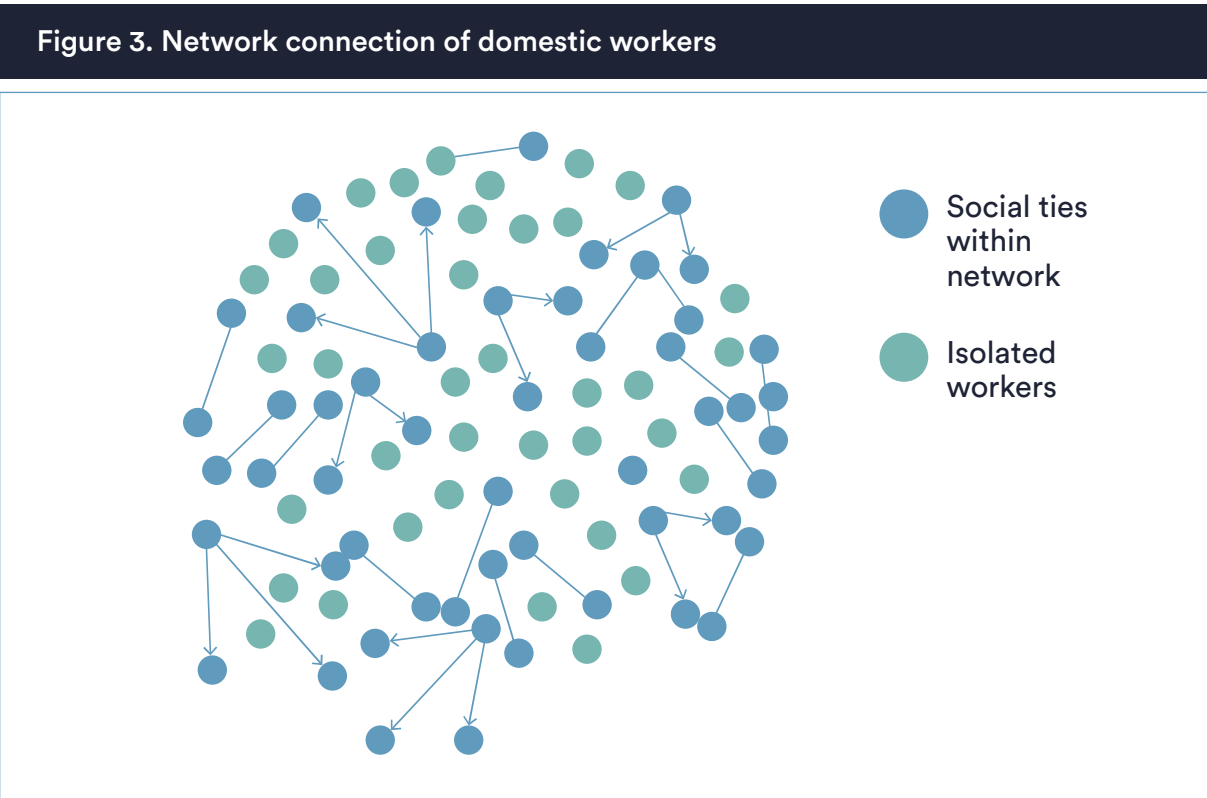 Figure 3. Network connection of domestic workers
Social ties
within
network
Isolated
workers